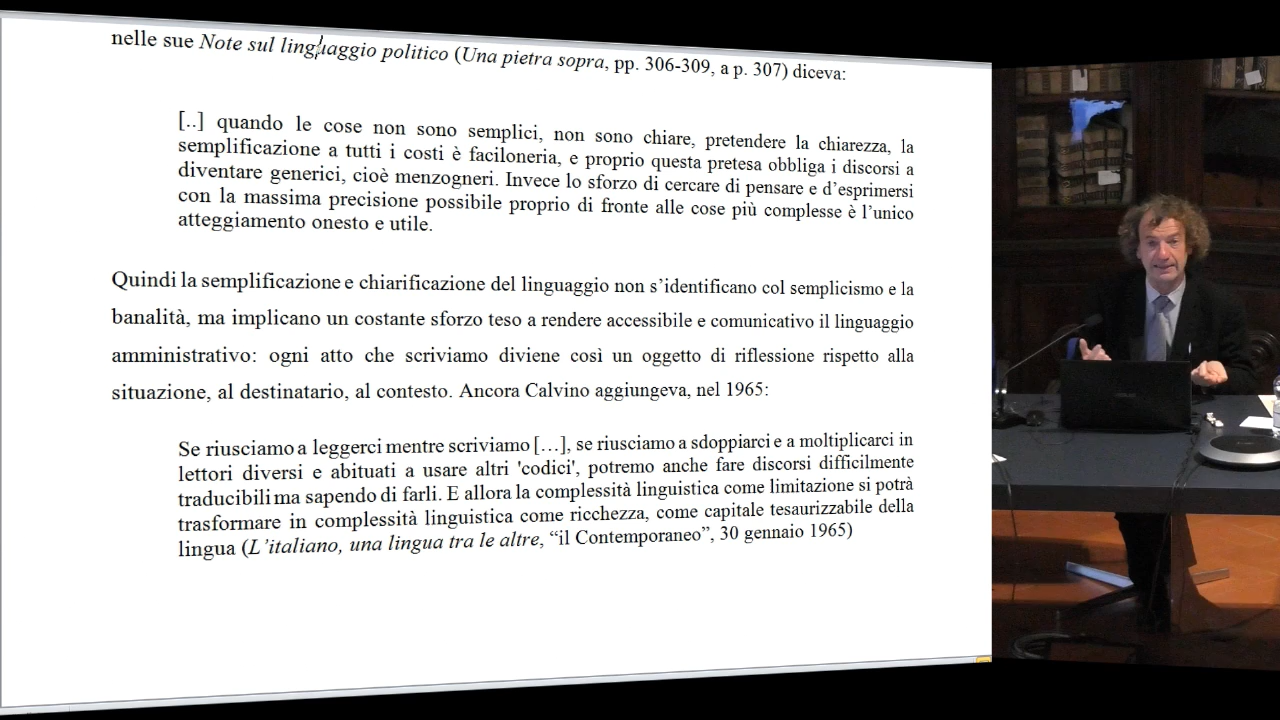 nelle sue Note sul linguaggio politico (Una pietra sopra, pp. 306-309, a p. 307) diceva:
[..] quando le cose non sono semplici, non sono chiare, pretendere la chiarezza, la
semplificazione a tutti i costi è faciloneria, e proprio questa pretesa obbliga i discorsi a
diventare generici, cioè menzogneri. Invece lo sforzo di cercare di pensare e d’esprimersi
con la massima precisione possibile proprio di fronte alle cose più complesse è l’unico
atteggiamento onesto e utile.
Quindi la semplificazione e chiarificazione del linguaggio non s’identificano col semplicismo e la
banalità, ma implicano un costante sforzo teso a rendere accessibile e comunicativo il linguaggio
amministrativo: ogni atto che scriviamo diviene così un oggetto di riflessione rispetto alla
situazione, al destinatario, al contesto. Ancora Calvino aggiungeva, nel 1965:
Se riusciamo a leggerci mentre scriviamo […], se riusciamo a sdoppiarci e a moltiplicarci in
lettori diversi e abituati a usare altri 'codici', potremo anche fare discorsi difficilmente
traducibili ma sapendo di farli. E allora la complessità linguistica come limitazione si potrà
trasformare in complessità linguistica come ricchezza, come capitale tesaurizzabile della
lingua (L’italiano, una lingua tra le altre, “il Contemporaneo”, 30 gennaio 1965)
ASUS